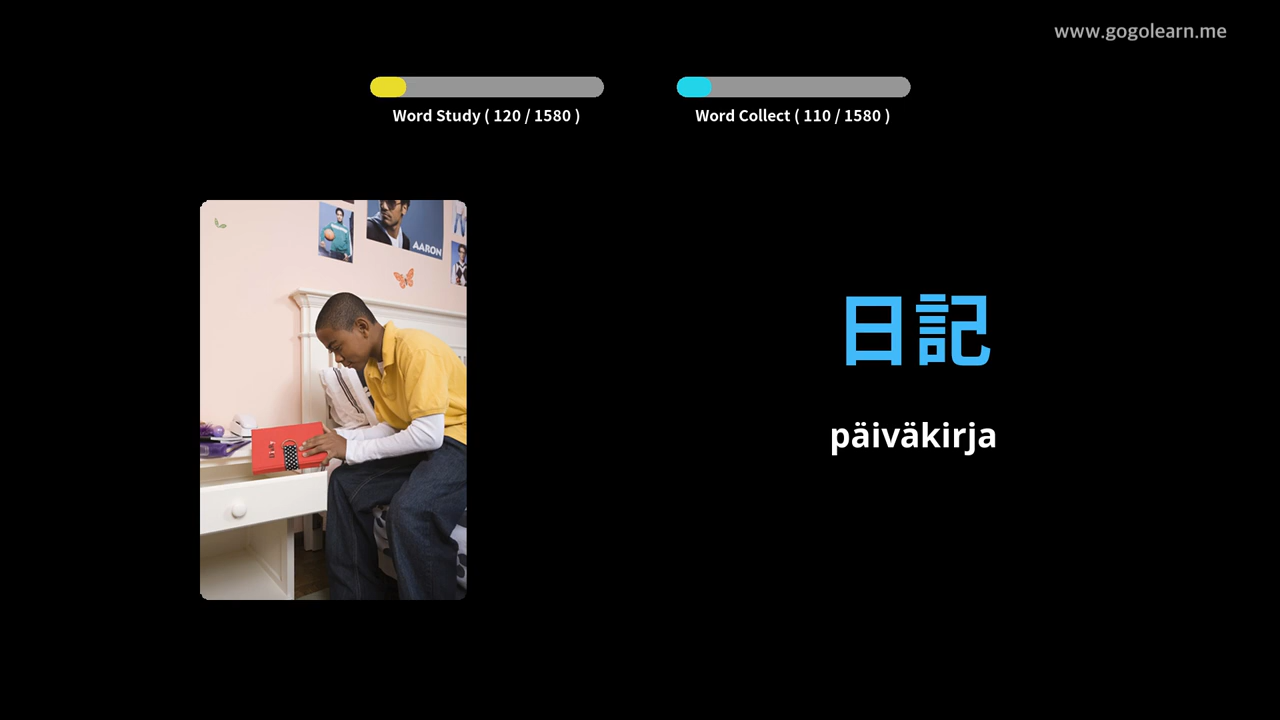 www.gogolearn.me
Word Study ( 120 / 1580 )
Word Collect ( 110 / 1580 )
AARON
日記
päiväkirja